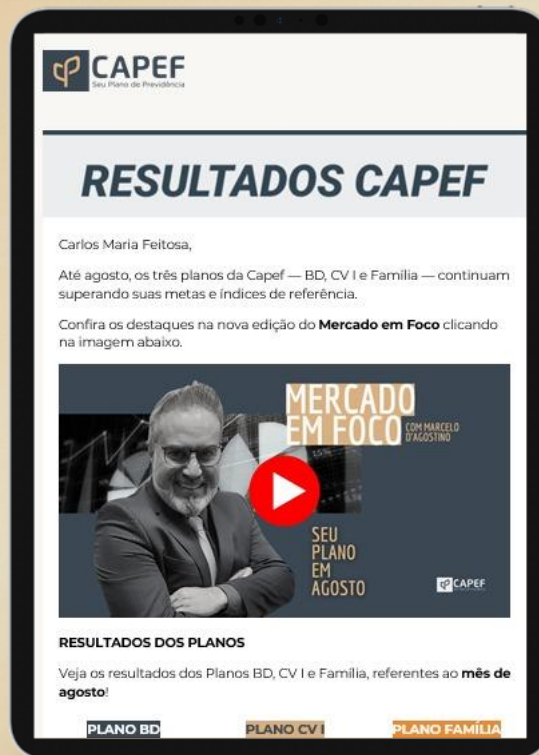 CAPEF
Seu Plano de Previdência
RESULTADOS CAPEF
Carlos Maria Feitosa,
Até agosto, os três planos da Capef — BD, CV I e Família — continuam
superando suas metas e índices de referência.
Confira os destaques na nova edição do Mercado em Foco clicando
na imagem abaixo.
MERCADO
EM FOCO
COM MARCELO
D'AGOSTINO
SEU
PLANO
EM
AGOSTO
CAPEF
RESULTADOS DOS PLANOS
Veja os resultados dos Planos BD, CV I e Família, referentes ao mês de
agosto!
PLANO BD PLANO CV I PLANO FAMÍLIA